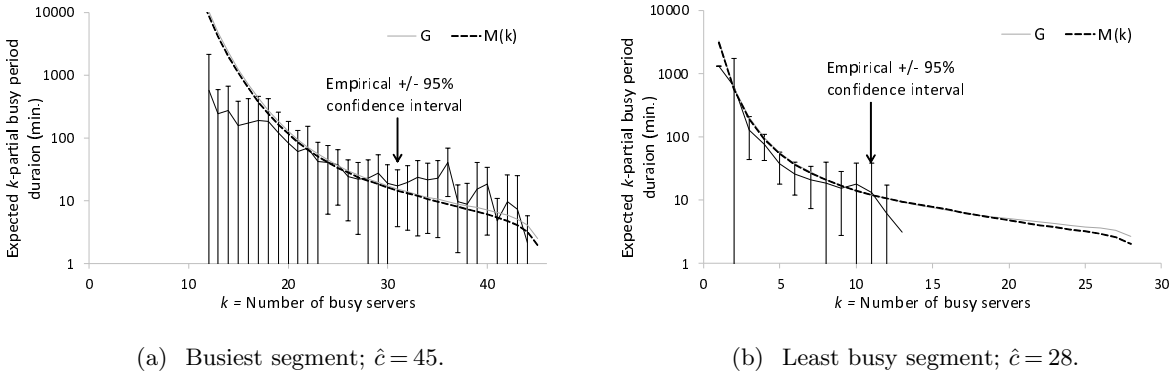 10000
1000
100
10
1
Expected k-partial busy period
duraion (min.)
G
M(k)
Empirical +/- 95%
confidence interval
0
10
20
30
40
k = Number of busy servers
(a) Busiest segment; ĉ = 45.
10000
1000
100
10
1
Expected k-partial busy period
duraion (min.)
G
M(k)
Empirical +/- 95%
confidence interval
0
5
10
15
20
25
30
k = Number of busy servers
(b) Least busy segment; ĉ = 28.